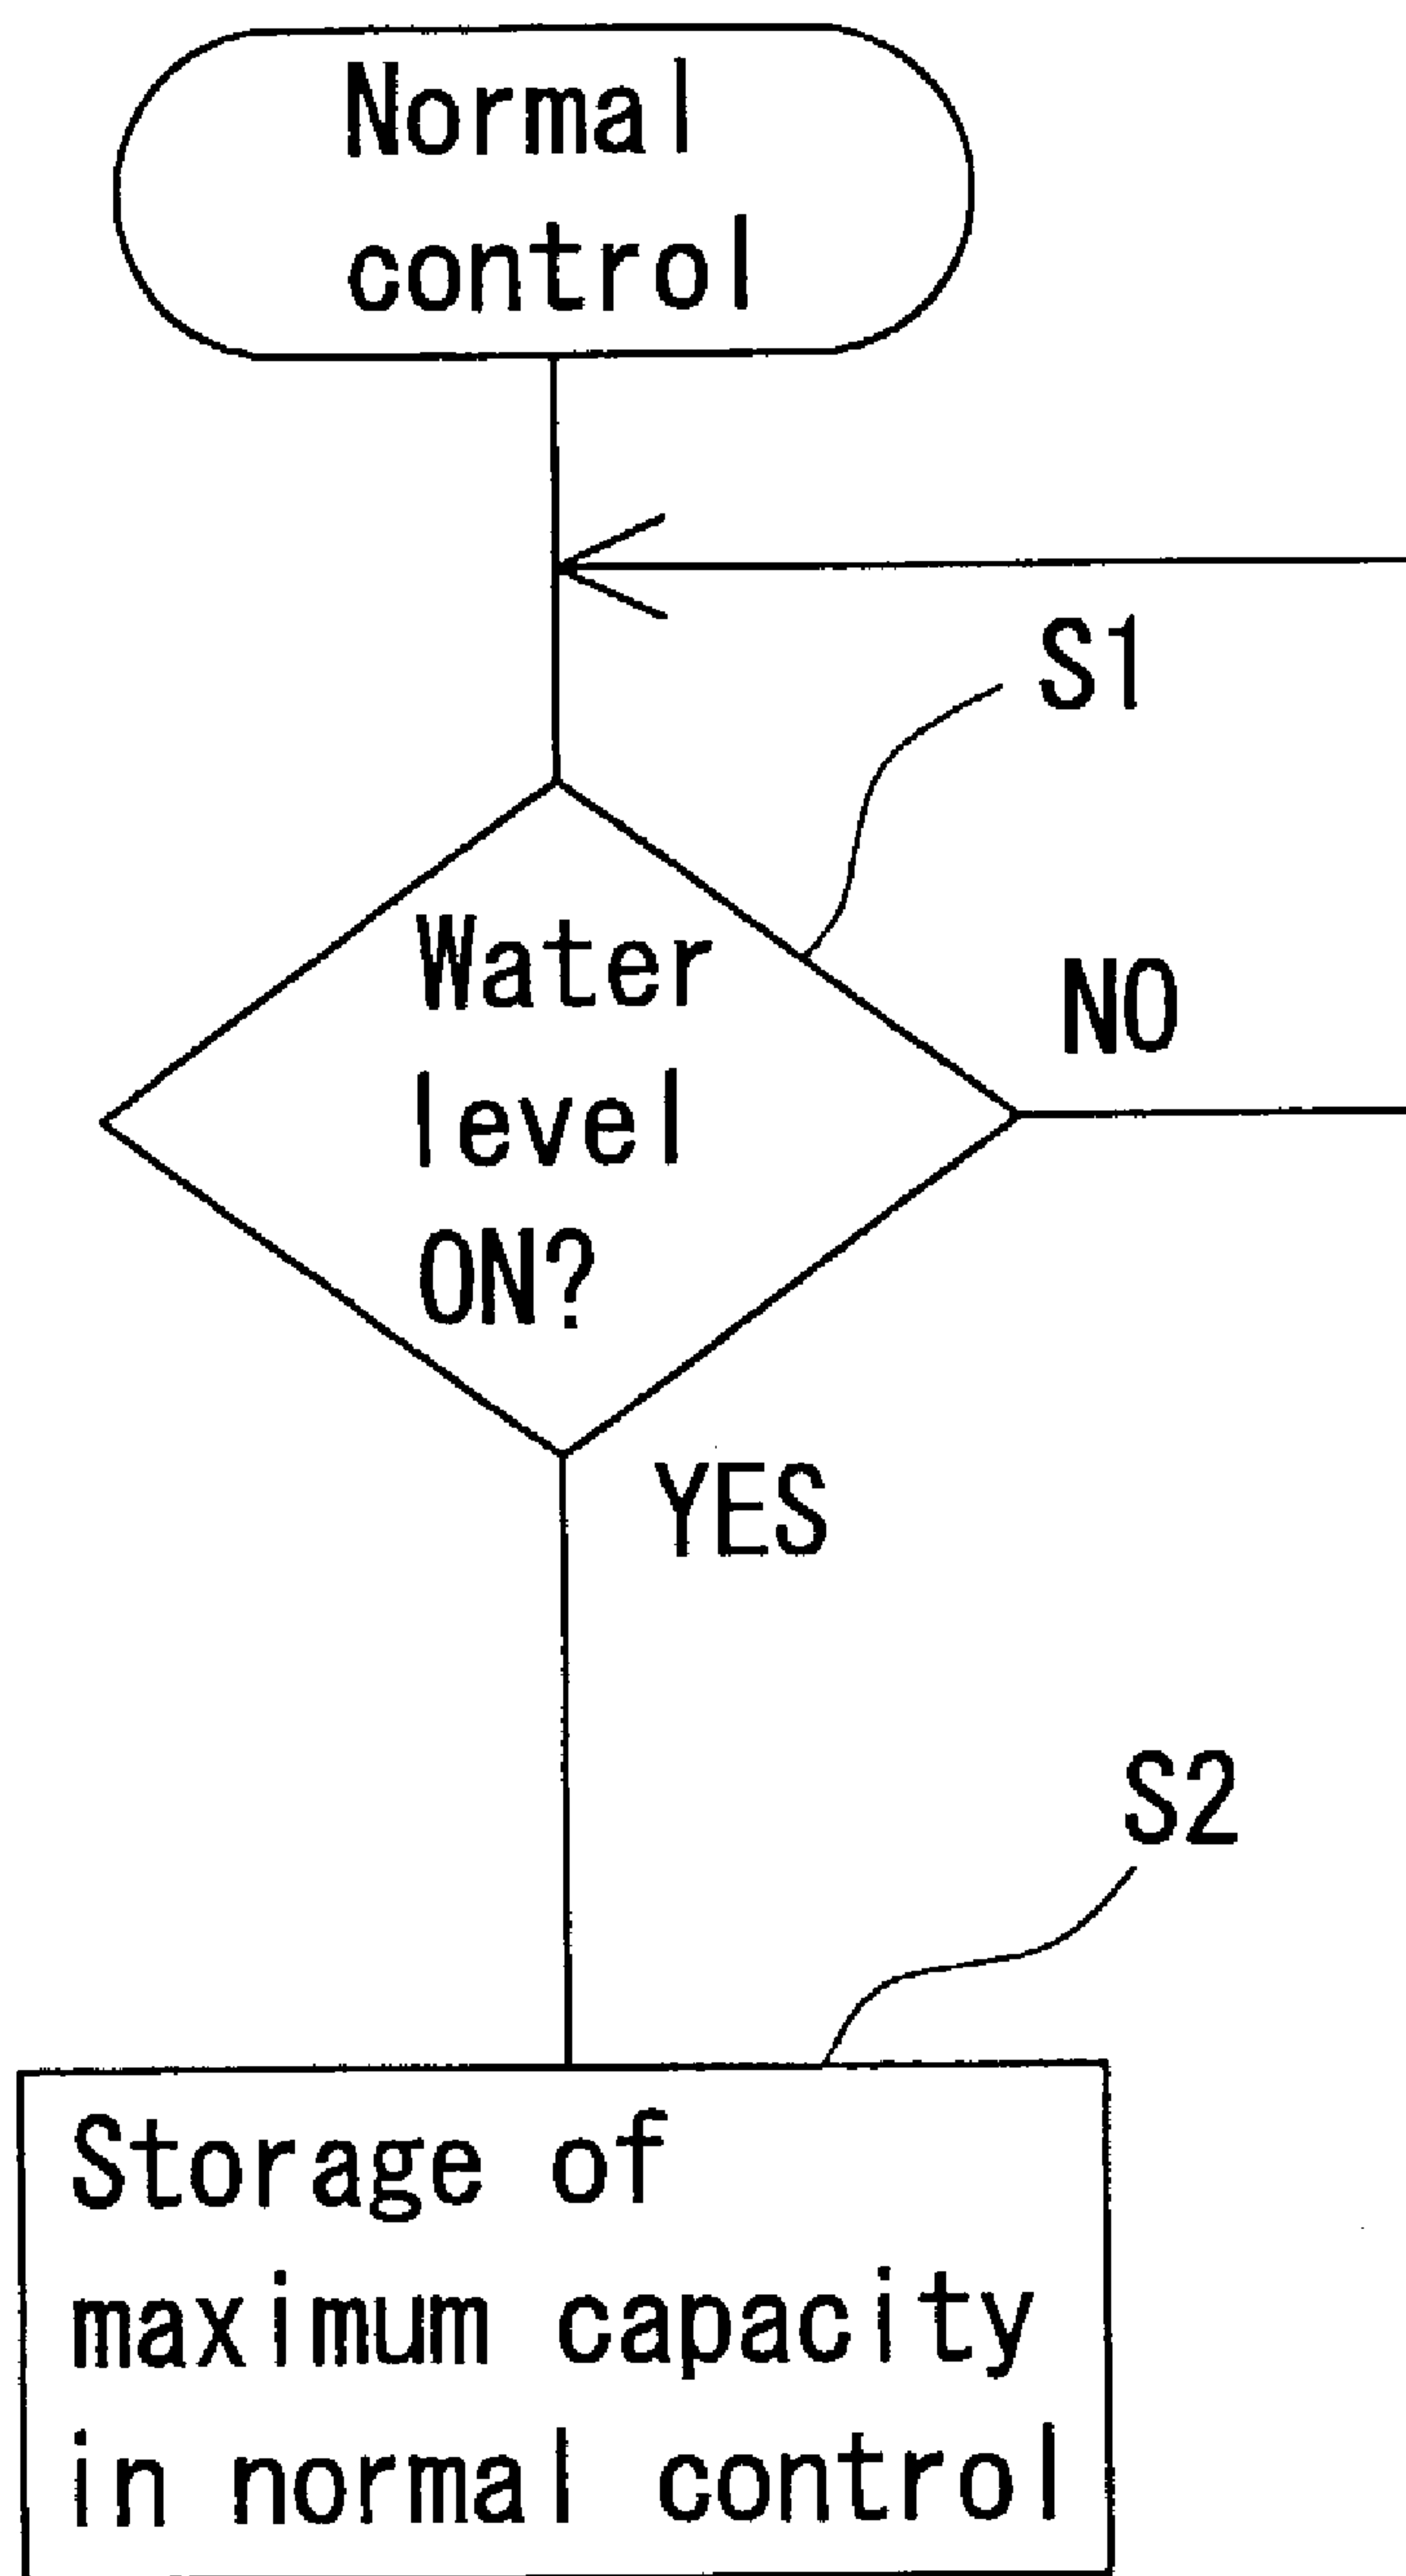 Normal
control
S1
Water
level
ON?
NO
YES
S2
Storage of
maximum capacity
in normal control